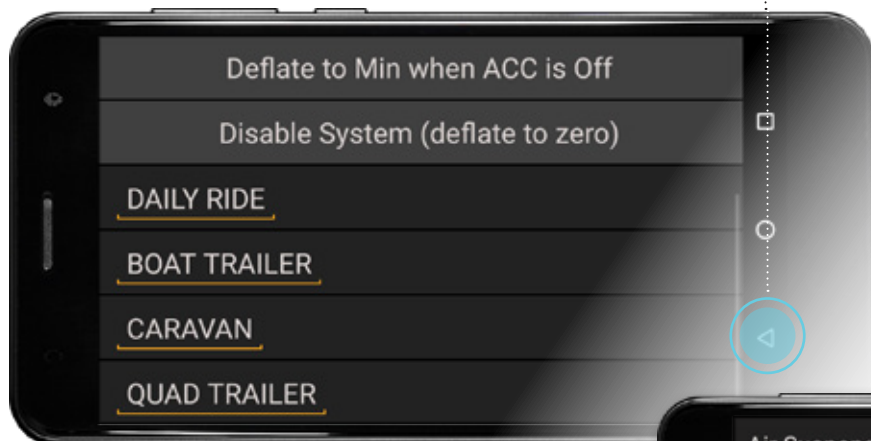 Deflate to Min when ACC is Off
Disable System (deflate to zero)
DAILY RIDE
BOAT TRAILER
CARAVAN
QUAD TRAILER